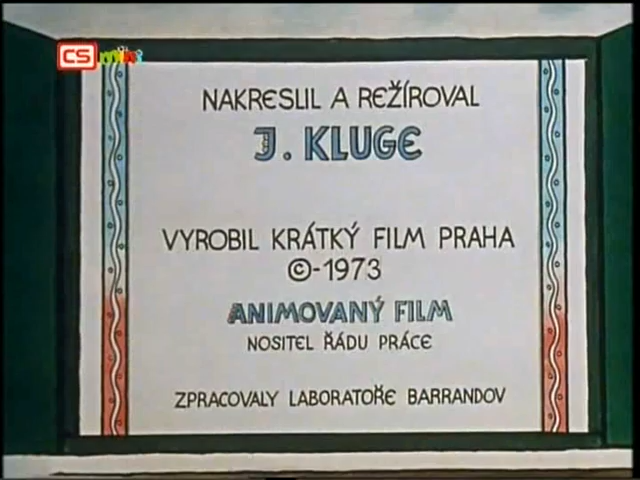 CS mini
NAKRESLIL A REŽÍROVAL
J. KLUGE
VYROBIL KRÁTKÝ FILM PRAHA
©-1973
ANIMOVANÝ FILM
NOSITEL ŘÁDU PRÁCE
ZPRACOVALY LABORATOŘE BARRANDOV